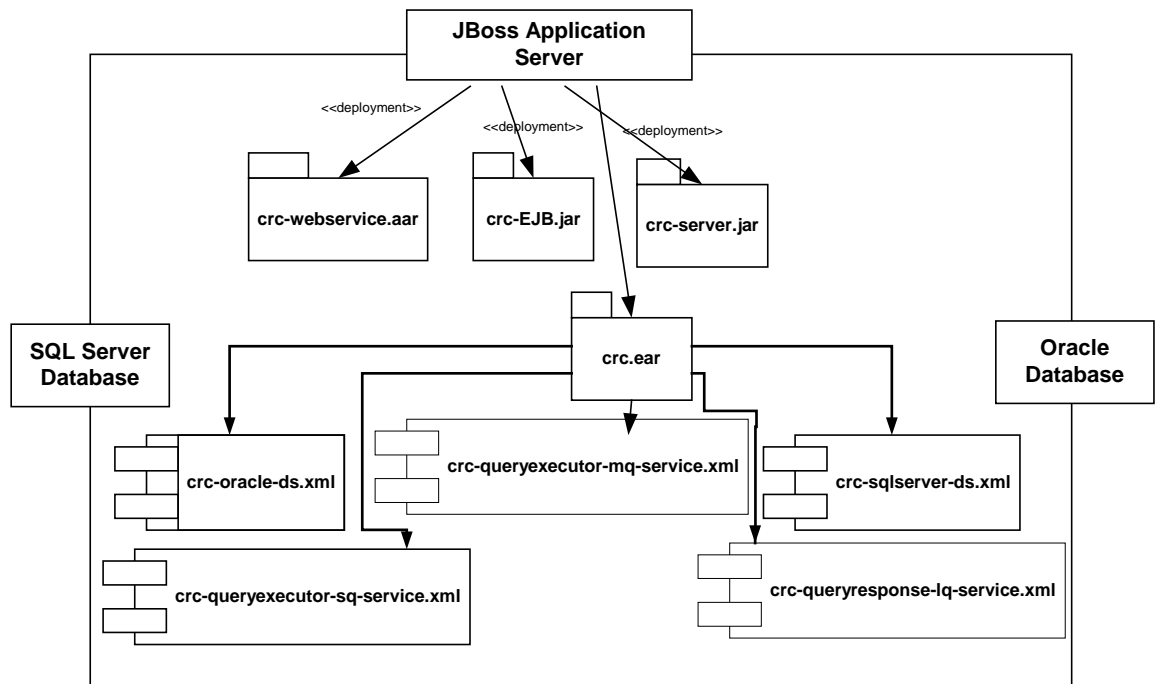 JBoss Application
Server
<<deployment>>
<<deployment>>
<<deployment>>
crc-webservice.aar
crc-EJB.jar
crc-server.jar
SQL Server
Database
crc.ear
Oracle
Database
crc-oracle-ds.xml
crc-queryexecutor-mq-service.xml
crc-sqlserver-ds.xml
crc-queryexecutor-sq-service.xml
crc-queryresponse-lq-service.xml